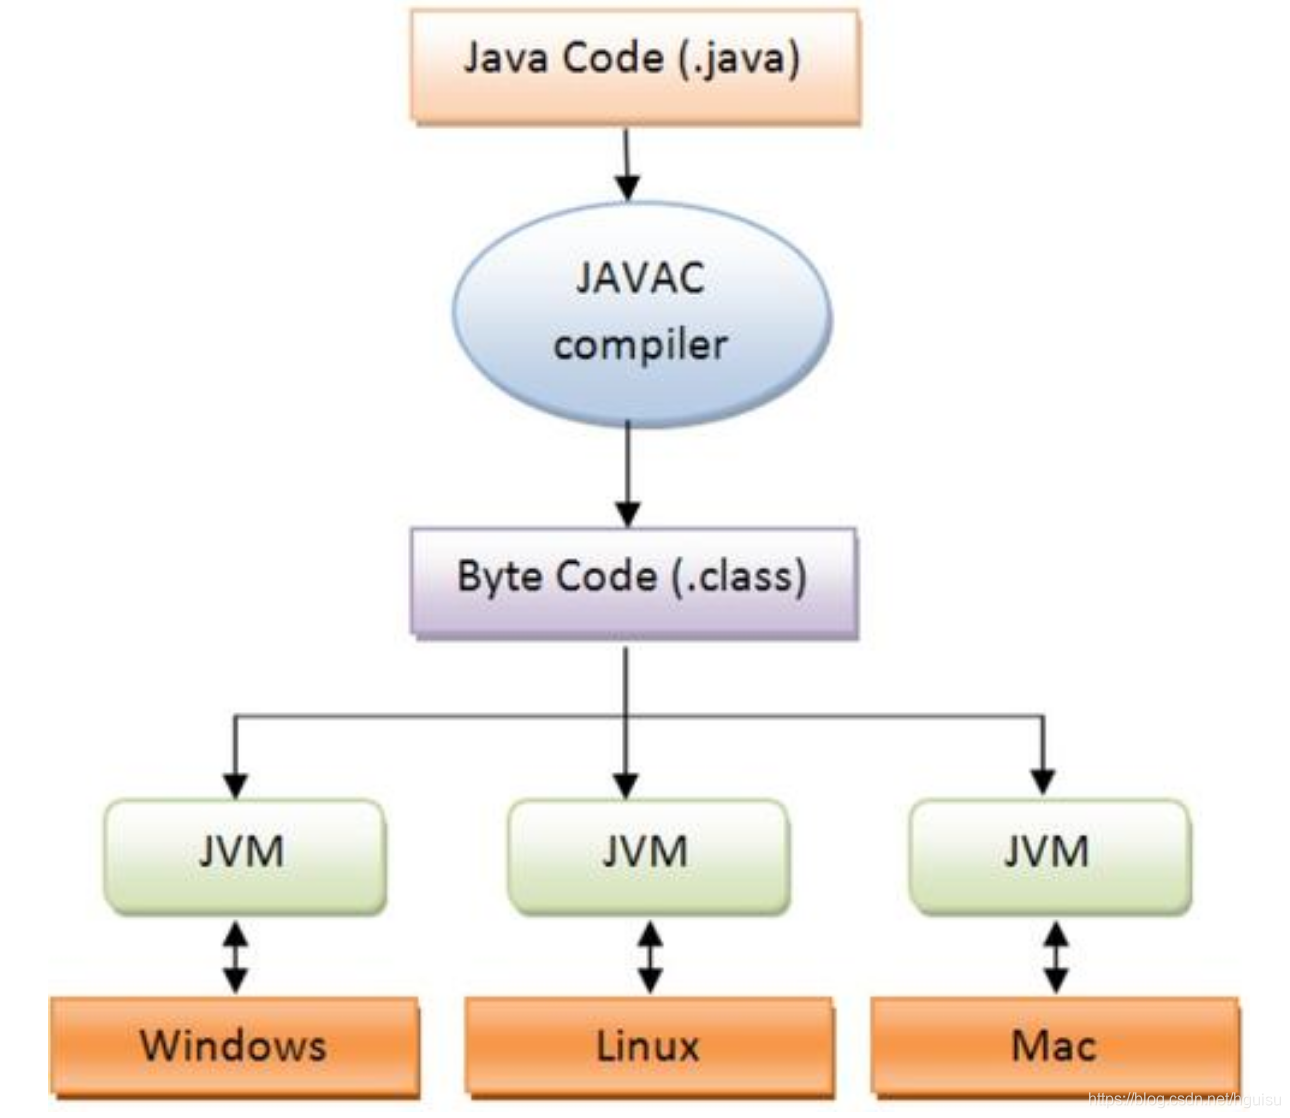 Java Code (.java)
JAVAC
compiler
Byte Code (.class)
JVM
JVM
JVM
Windows
Linux
Mac
https://blog.csdn.net/hguisu